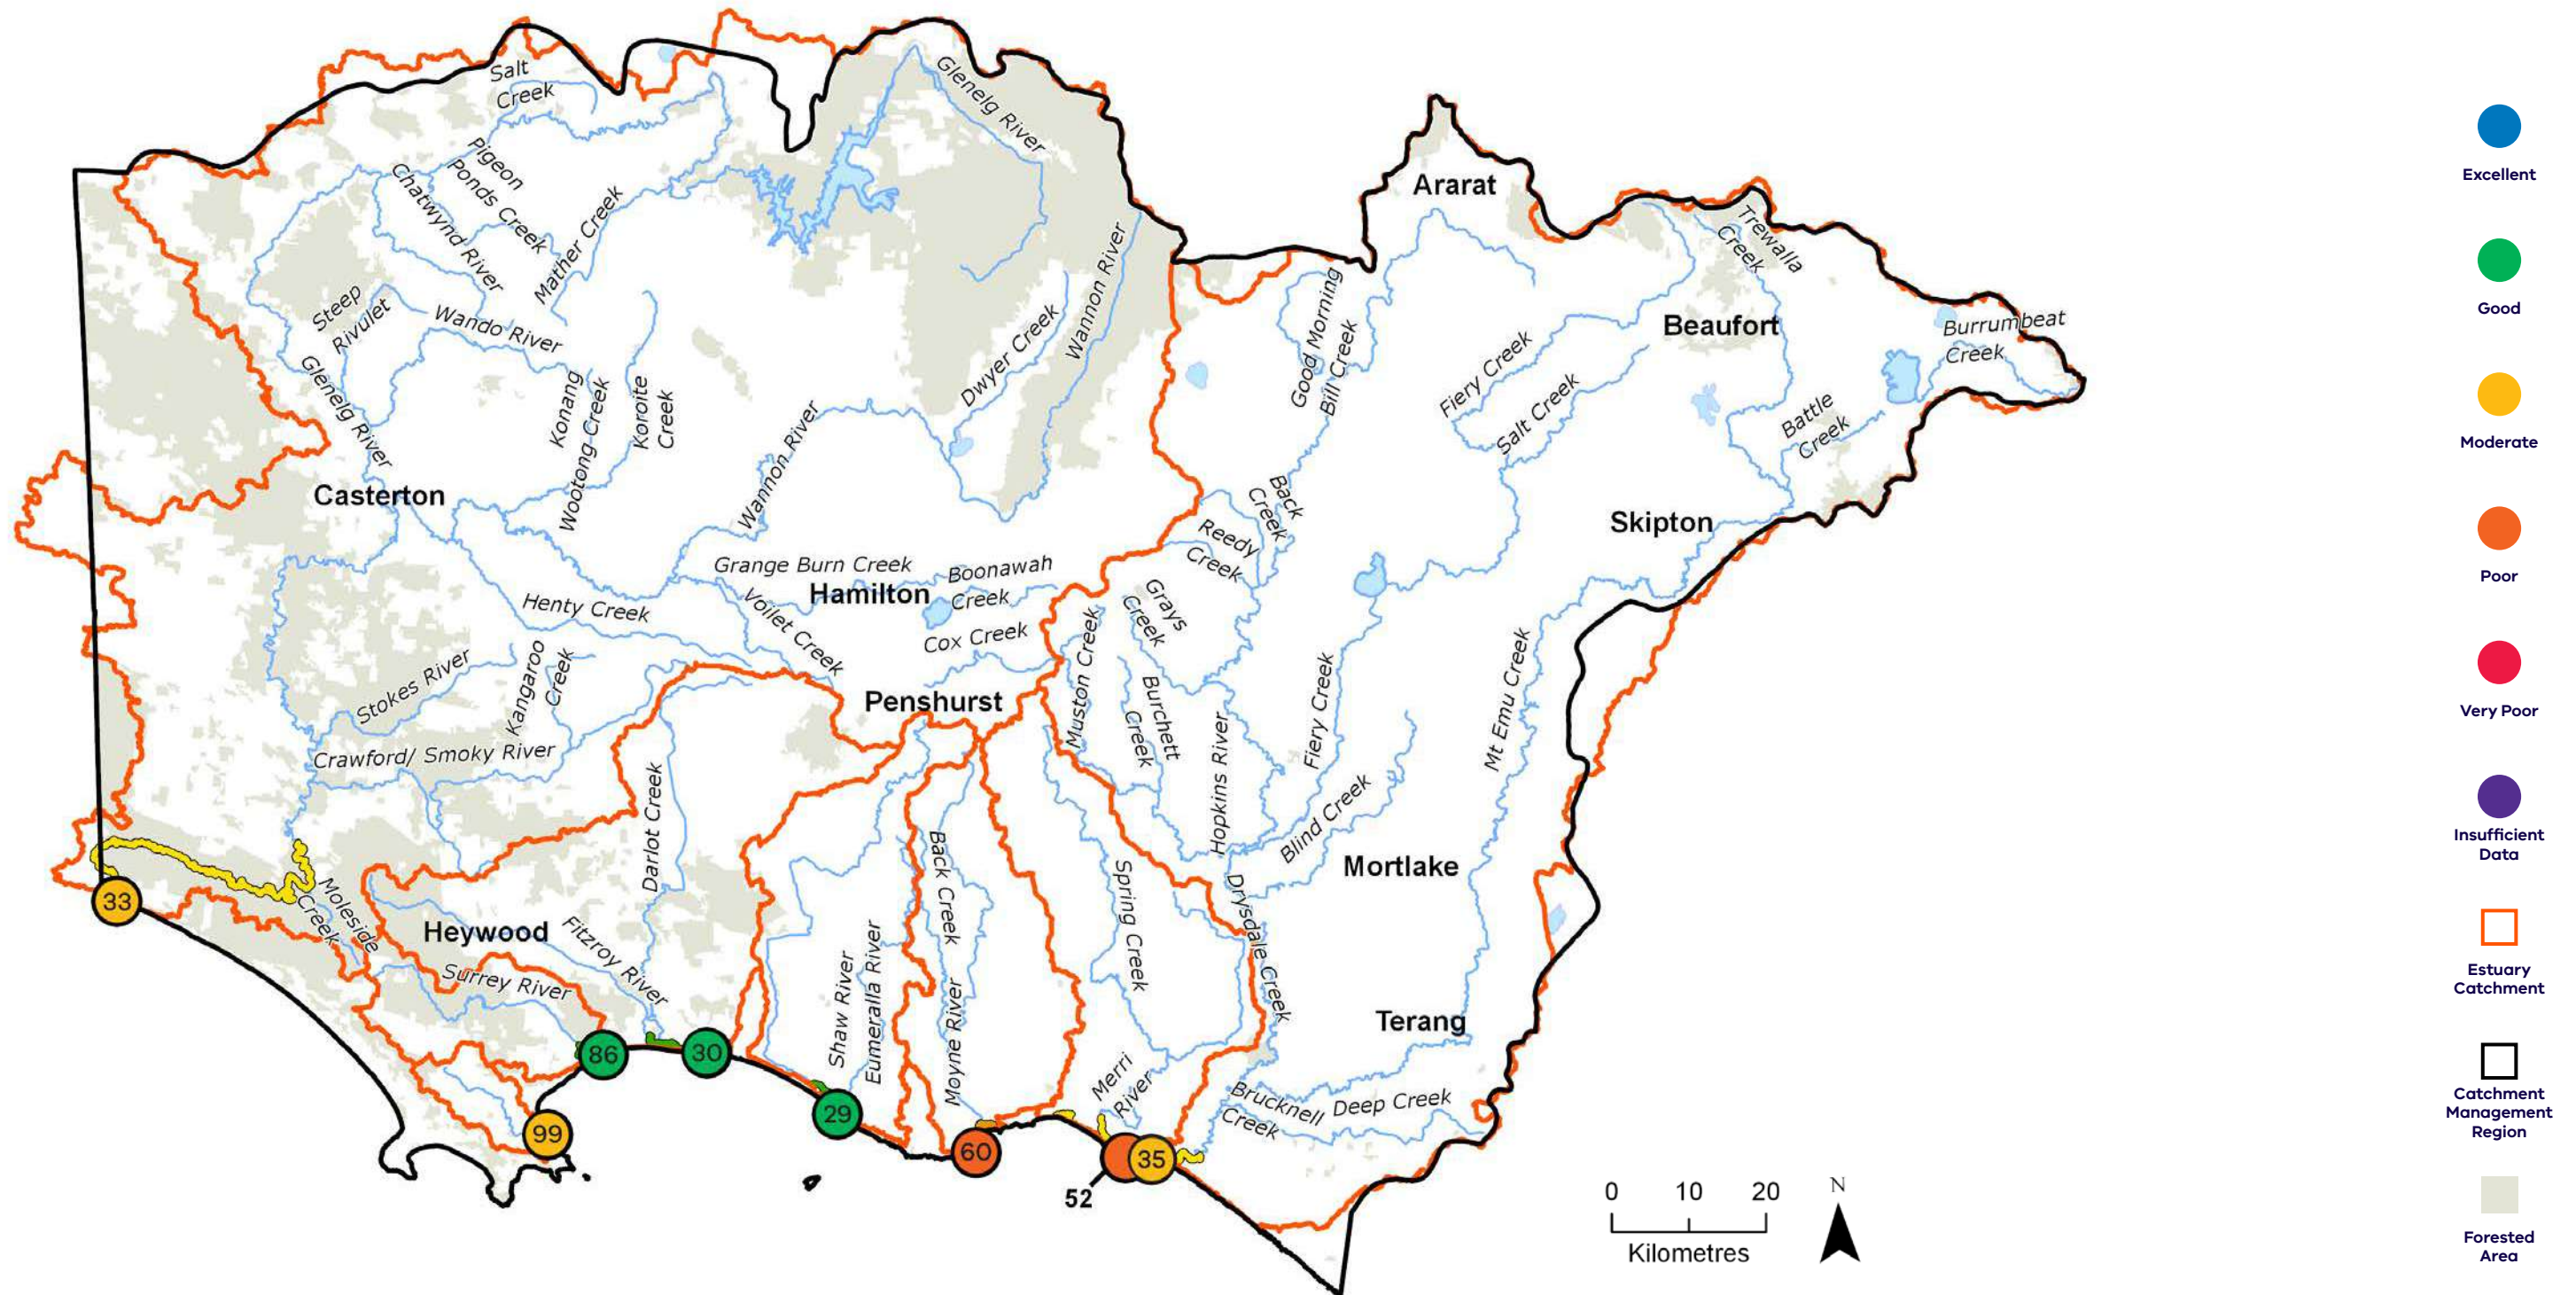 Salt
Creek
Glenelg River
Pigeon
Ponds Creek
Chatwynd River
Mather Creek
Ararat
Trewalla
Creek
Steep
Rivulet
Wando River
Glenelg River
Konang
Wootong Creek
Koroite
Creek
Dwyer Creek
Wannon River
Good Morning
Bill Creek
Fiery Creek
Salt Creek
Beaufort
Burrumbeat
Creek
Battle
Creek
Casterton
Wannon River
Back
Creek
Reedy
Creek
Skipton
Grange Burn Creek
Boonawah
Creek
Hamilton
Henty Creek
Voilet Creek
Cox Creek
Grays
Creek
Muston Creek
Stokes River
Kangaroo
Creek
Penshurst
Burchett
Creek
Hopkins River
Fiery Creek
Mt Emu Creek
Crawford/ Smoky River
Darlot Creek
Blind Creek
Mortlake
Back Creek
Spring Creek
Drysdale Creek
Moleside
Creek
Heywood
Fitzroy River
Surrey River
Shaw River
Eumeralla River
Moyne River
Merri
River
Terang
Brucknell
Creek
Deep Creek
33
86
30
29
99
60
35
52
0 10 20
Kilometres
N
Excellent
Good
Moderate
Poor
Very Poor
Insufficient
Data
Estuary
Catchment
Catchment
Management
Region
Forested
Area